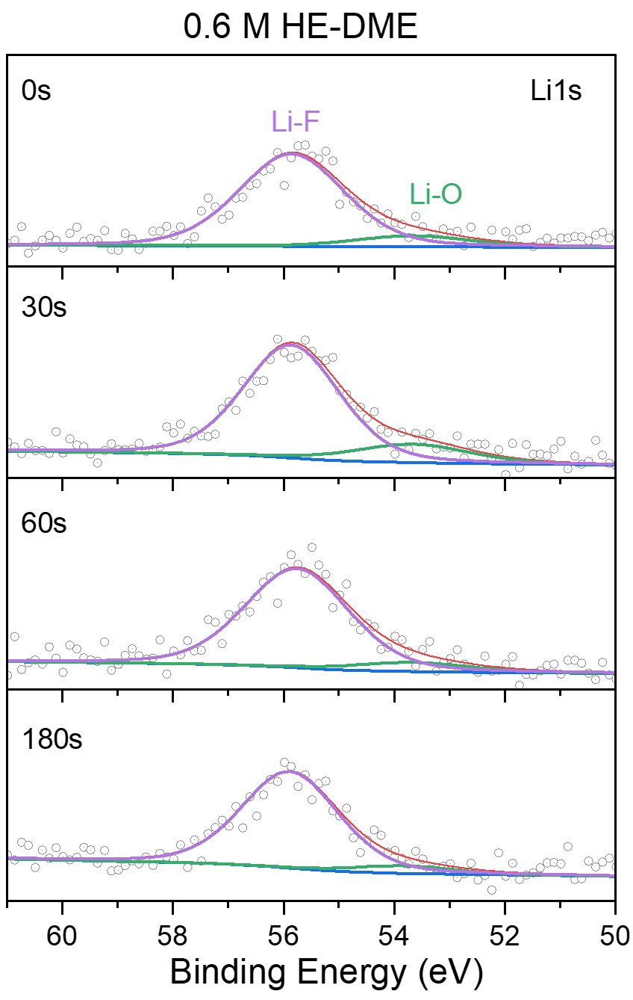 0.6 M HE-DME
0s
Li1s
Li-F
Li-O
30s
60s
180s
60 58 56 54 52 50
Binding Energy (eV)